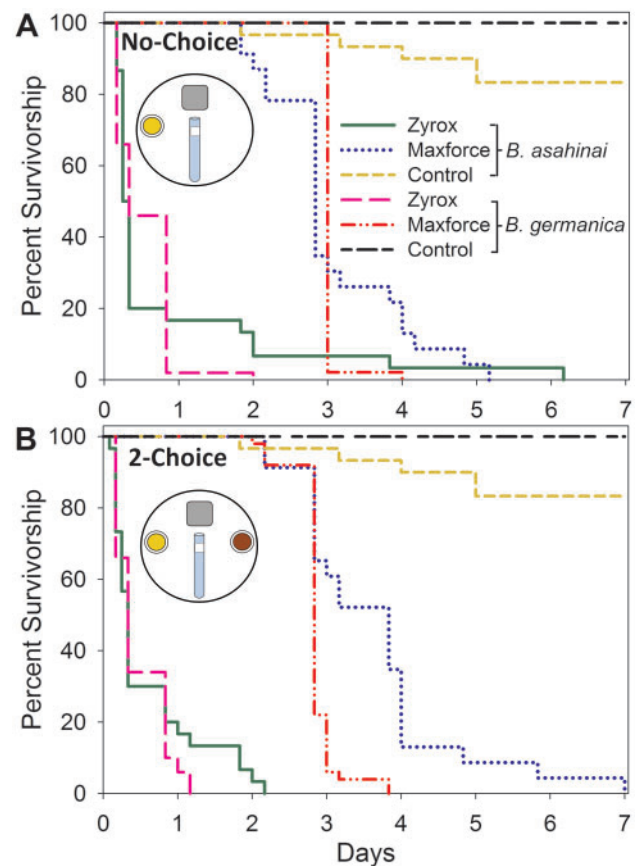 A
No-Choice
100
80
60
40
20
0
Percent Survivorship
Zyrox
Maxforce
Control
B. asahinai
Zyrox
Maxforce
Control
B. germanica
0 1 2 3 4 5 6 7
B
2-Choice
100
80
60
40
20
0
Percent Survivorship
0 1 2 3 4 5 6 7
Days